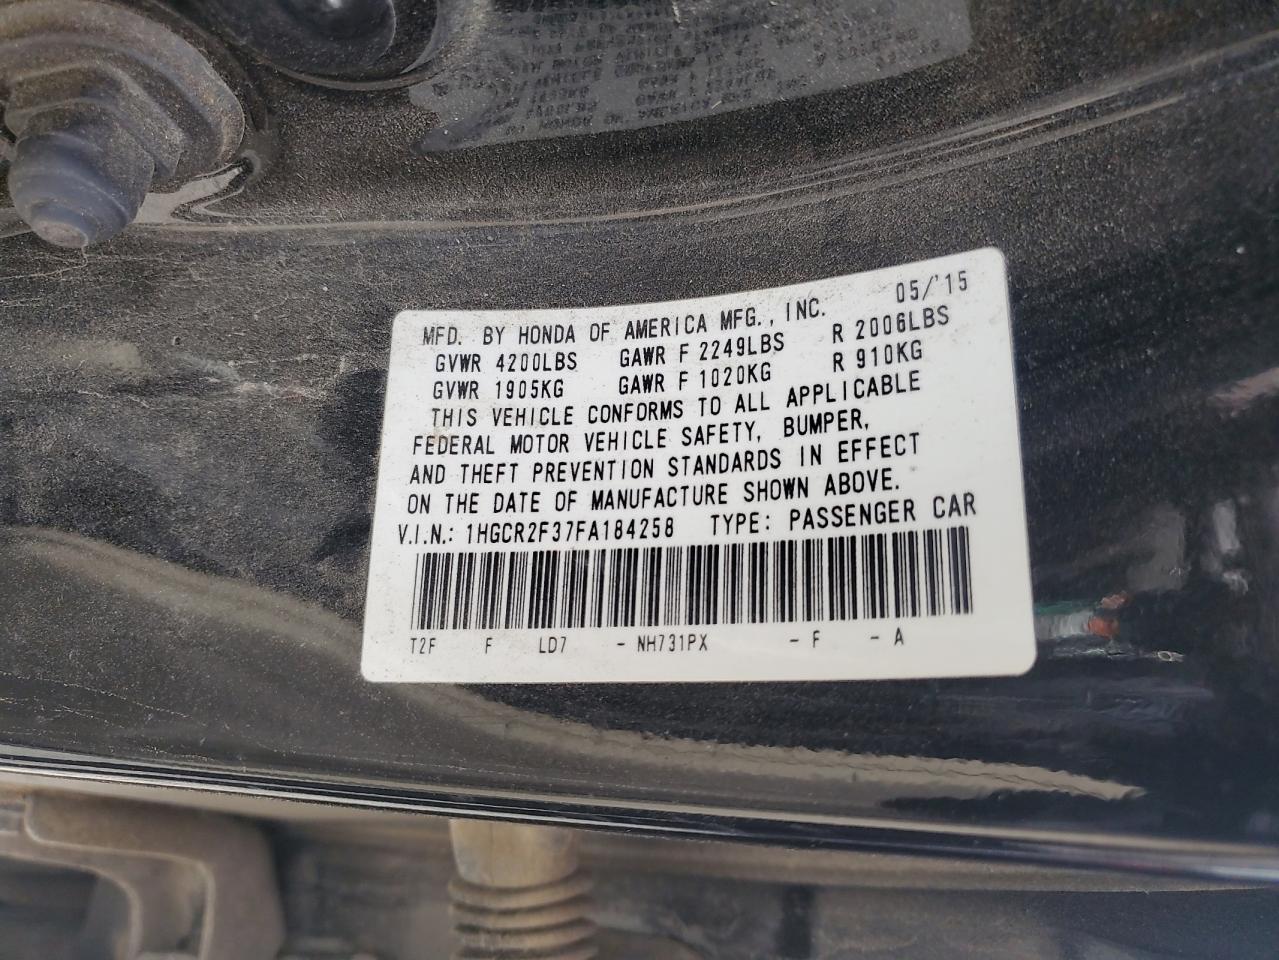 MFD. BY HONDA OF AMERICA MFG., INC. 05/'15
GVWR 4200LBS GAWR F 2249LBS R 2006LBS
GVWR 1905KG GAWR F 1020KG R 910KG
THIS VEHICLE CONFORMS TO ALL APPLICABLE
FEDERAL MOTOR VEHICLE SAFETY, BUMPER,
AND THEFT PREVENTION STANDARDS IN EFFECT
ON THE DATE OF MANUFACTURE SHOWN ABOVE.
V.I.N.: 1HGCR2F37FA184258 TYPE: PASSENGER CAR
T2F F LD7 - NH731PX - F - A